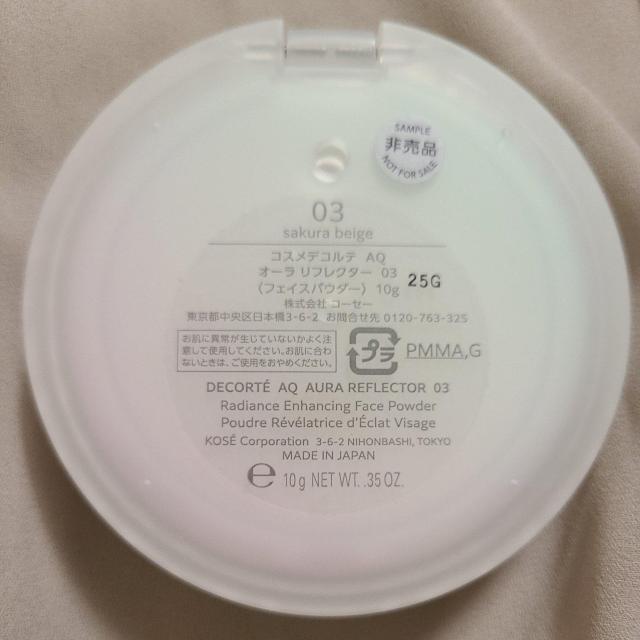 SAMPLE
非売品
NOT FOR SALE
03
sakura beige
コスメデコルテ AQ
オーラ リフレクター 03
(フェイスパウダー) 10g
25G
株式会社 コーセー
東京都中央区日本橋3-6-2 お問合せ先 0120-763-325
お肌に異常が生じていないかよく注
意して使用してください。お肌に合わ
ないときは、ご使用をおやめください。
プラ
PMMA,G
DECORTÉ AQ AURA REFLECTOR 03
Radiance Enhancing Face Powder
Poudre Révélatrice d'Éclat Visage
KOSÉ Corporation 3-6-2 NIHONBASHI, TOKYO
MADE IN JAPAN
℮ 10g NET WT. .35 OZ.